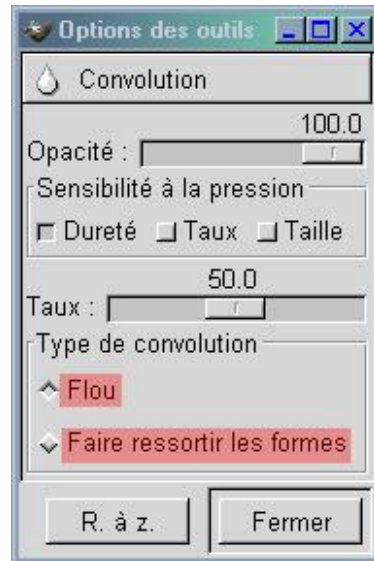 Options des outils
Convolution
100.0
Opacité :
Sensibilité à la pression
Dureté Taux Taille
50.0
Taux :
Type de convolution
Flou
Faire ressortir les formes
R. à z. Fermer